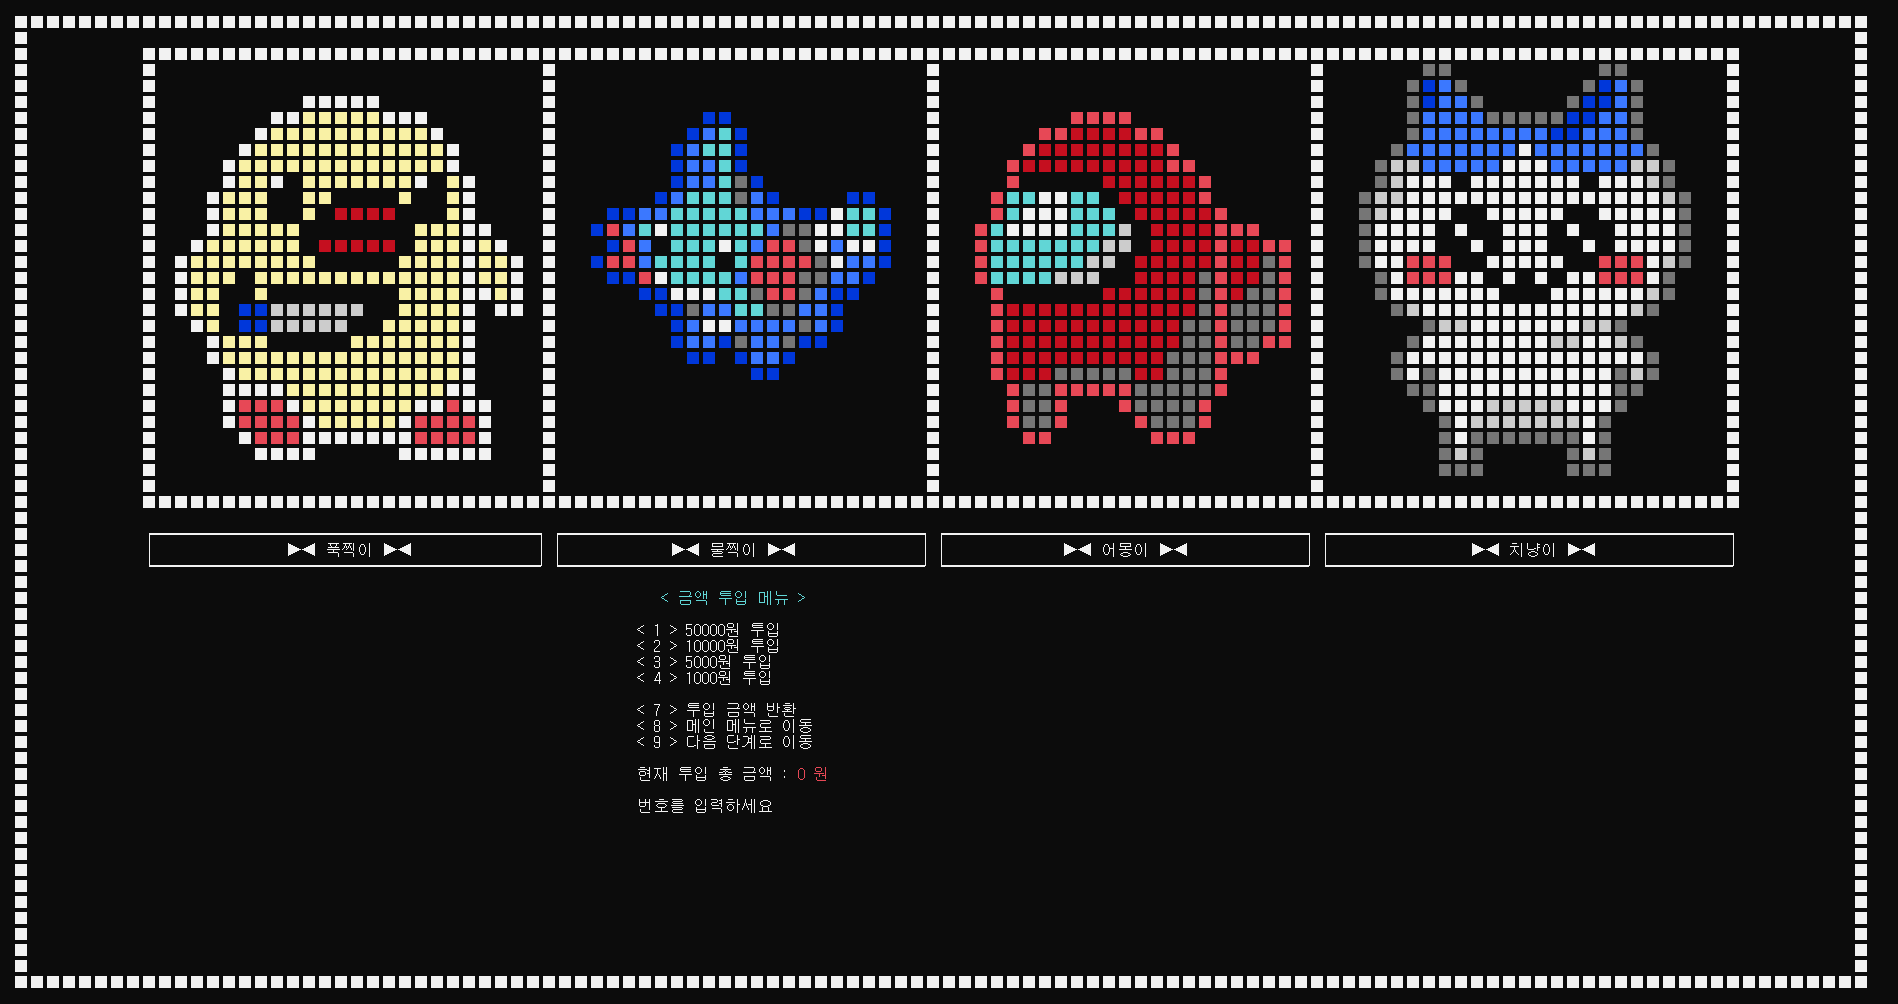 ▶◀ 폭찍이 ▶◀
▶◀ 물찍이 ▶◀
▶◀ 어몽이 ▶◀
▶◀ 치냥이 ▶◀
< 금액 투입 메뉴 >
< 1 > 50000원 투입
< 2 > 10000원 투입
< 3 > 5000원 투입
< 4 > 1000원 투입
< 7 > 투입 금액 반환
< 8 > 메인 메뉴로 이동
< 9 > 다음 단계로 이동
현재 투입 총 금액 : 0 원
번호를 입력하세요